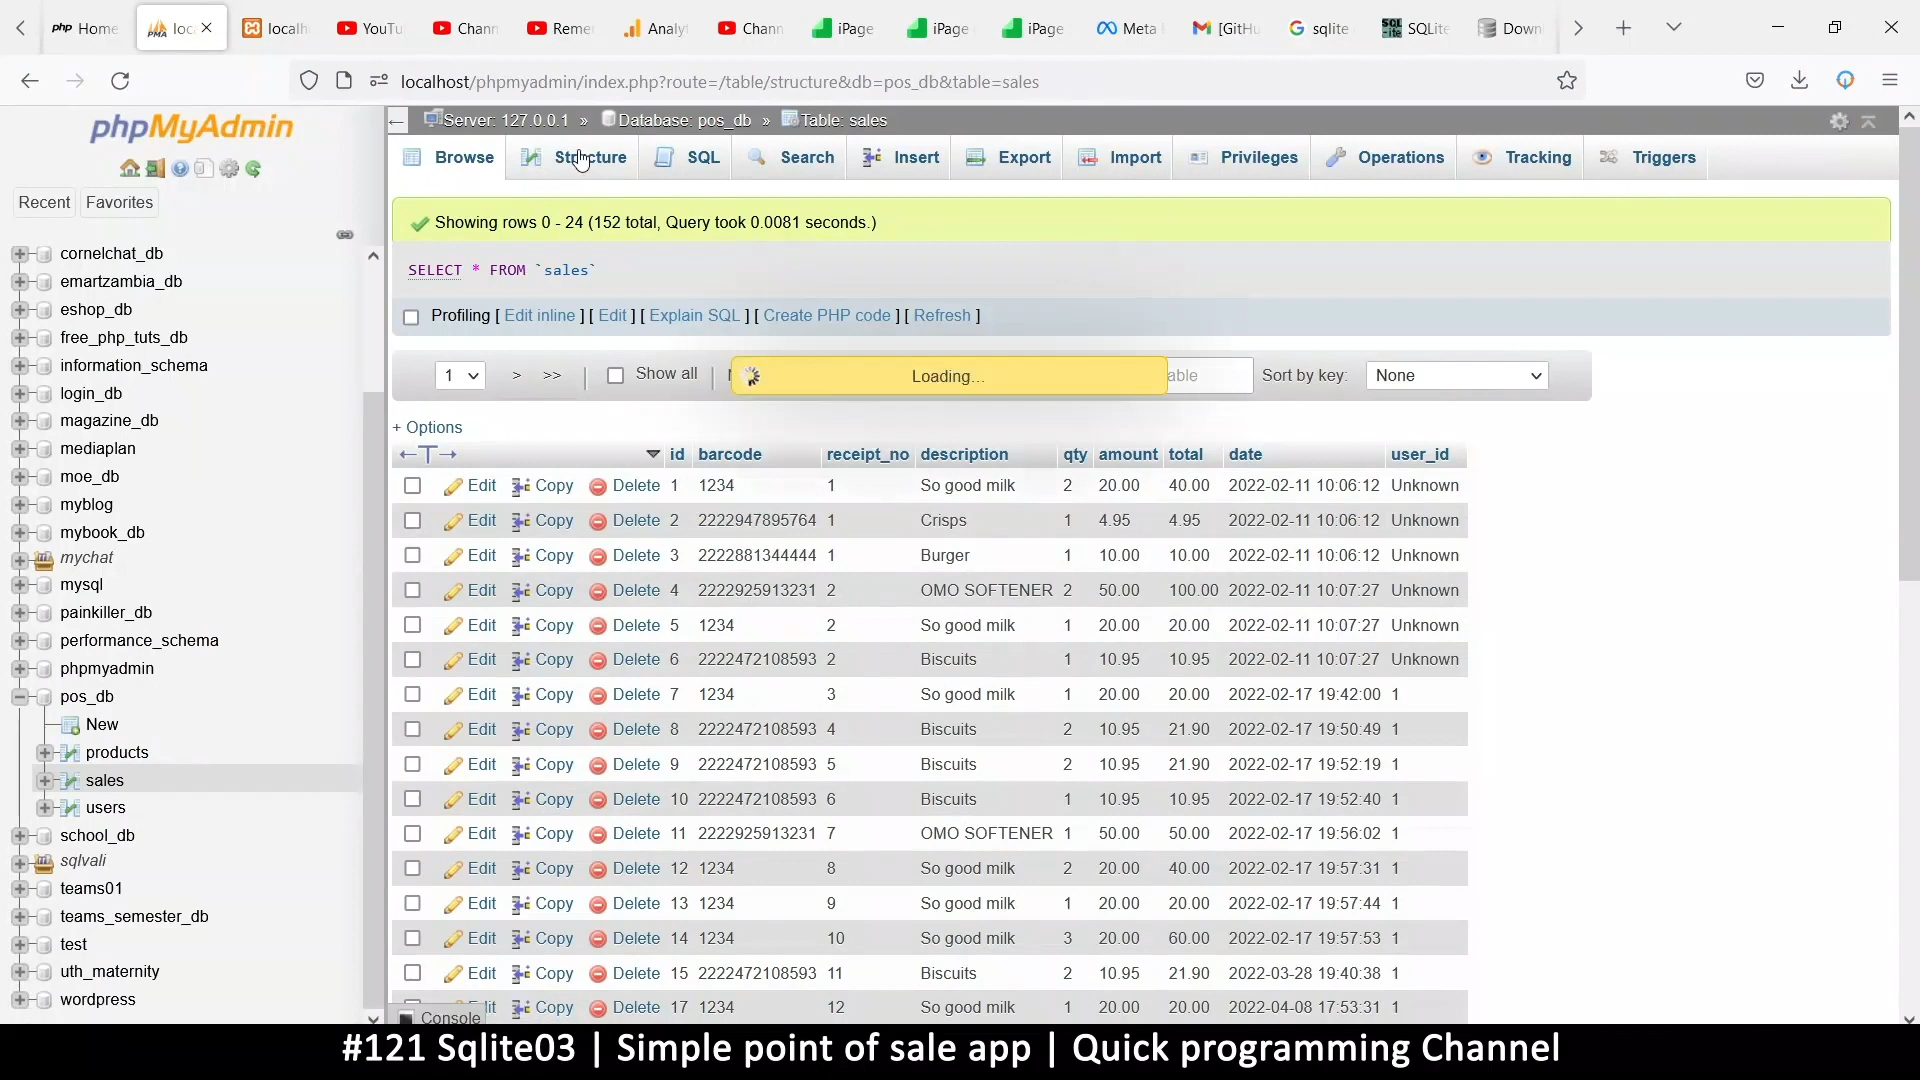 php Home
loc
localh
YouTu
Chann
Reme
Analyt
Chann
iPage
iPage
iPage
Meta
[GitHu
sqlite
SQLite
Down
localhost/phpmyadmin/index.php?route=/table/structure&db=pos_db&table=sales
phpMyAdmin
Recent Favorites
cornelchat_db
emartzambia_db
eshop_db
free_php_tuts_db
information_schema
login_db
magazine_db
mediaplan
moe_db
myblog
mybook_db
mychat
mysql
painkiller_db
performance_schema
phpmyadmin
pos_db
New
products
sales
users
school_db
sqlvali
teams01
teams_semester_db
test
uth_maternity
wordpress
Server: 127.0.0.1 » Database: pos_db » Table: sales
Browse Structure SQL Search Insert Export Import Privileges Operations Tracking Triggers
Showing rows 0 - 24 (152 total, Query took 0.0081 seconds.)
SELECT * FROM `sales`
Profiling [ Edit inline ] [ Edit ] [ Explain SQL ] [ Create PHP code ] [ Refresh ]
1 > >> | Show all | Loading… able Sort by key: None
+ Options
←T→ id barcode receipt_no description qty amount total date user_id
Edit Copy Delete 1 1234 1 So good milk 2 20.00 40.00 2022-02-11 10:06:12 Unknown
Edit Copy Delete 2 2222947895764 1 Crisps 1 4.95 4.95 2022-02-11 10:06:12 Unknown
Edit Copy Delete 3 2222881344444 1 Burger 1 10.00 10.00 2022-02-11 10:06:12 Unknown
Edit Copy Delete 4 2222925913231 2 OMO SOFTENER 2 50.00 100.00 2022-02-11 10:07:27 Unknown
Edit Copy Delete 5 1234 2 So good milk 1 20.00 20.00 2022-02-11 10:07:27 Unknown
Edit Copy Delete 6 2222472108593 2 Biscuits 1 10.95 10.95 2022-02-11 10:07:27 Unknown
Edit Copy Delete 7 1234 3 So good milk 1 20.00 20.00 2022-02-17 19:42:00 1
Edit Copy Delete 8 2222472108593 4 Biscuits 2 10.95 21.90 2022-02-17 19:50:49 1
Edit Copy Delete 9 2222472108593 5 Biscuits 2 10.95 21.90 2022-02-17 19:52:19 1
Edit Copy Delete 10 2222472108593 6 Biscuits 1 10.95 10.95 2022-02-17 19:52:40 1
Edit Copy Delete 11 2222925913231 7 OMO SOFTENER 1 50.00 50.00 2022-02-17 19:56:02 1
Edit Copy Delete 12 1234 8 So good milk 2 20.00 40.00 2022-02-17 19:57:31 1
Edit Copy Delete 13 1234 9 So good milk 1 20.00 20.00 2022-02-17 19:57:44 1
Edit Copy Delete 14 1234 10 So good milk 3 20.00 60.00 2022-02-17 19:57:53 1
Edit Copy Delete 15 2222472108593 11 Biscuits 2 10.95 21.90 2022-03-28 19:40:38 1
Copy Delete 17 1234 12 So good milk 1 20.00 20.00 2022-04-08 17:53:31 1
Console
#121 Sqlite03 | Simple point of sale app | Quick programming Channel